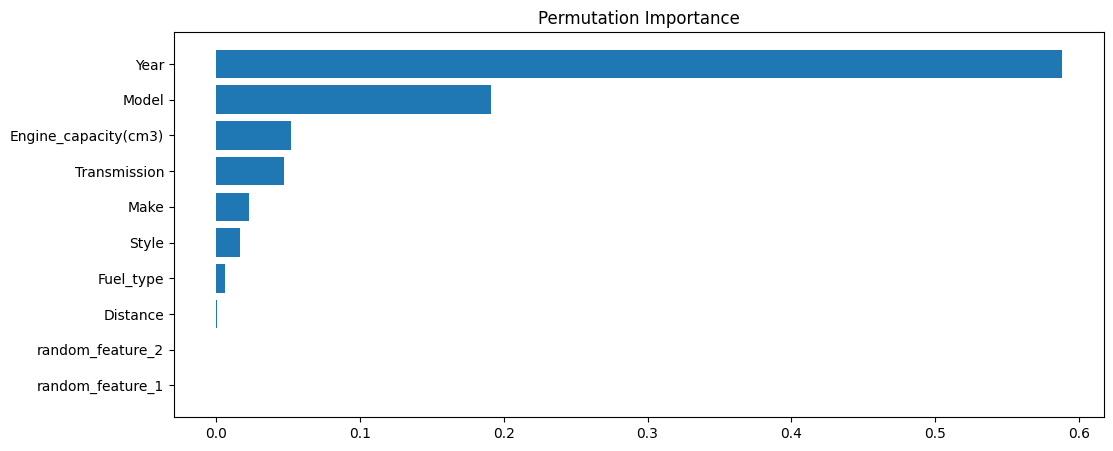 Permutation Importance
Year
Model
Engine_capacity(cm3)
Transmission
Make
Style
Fuel_type
Distance
random_feature_2
random_feature_1
0.0 0.1 0.2 0.3 0.4 0.5 0.6